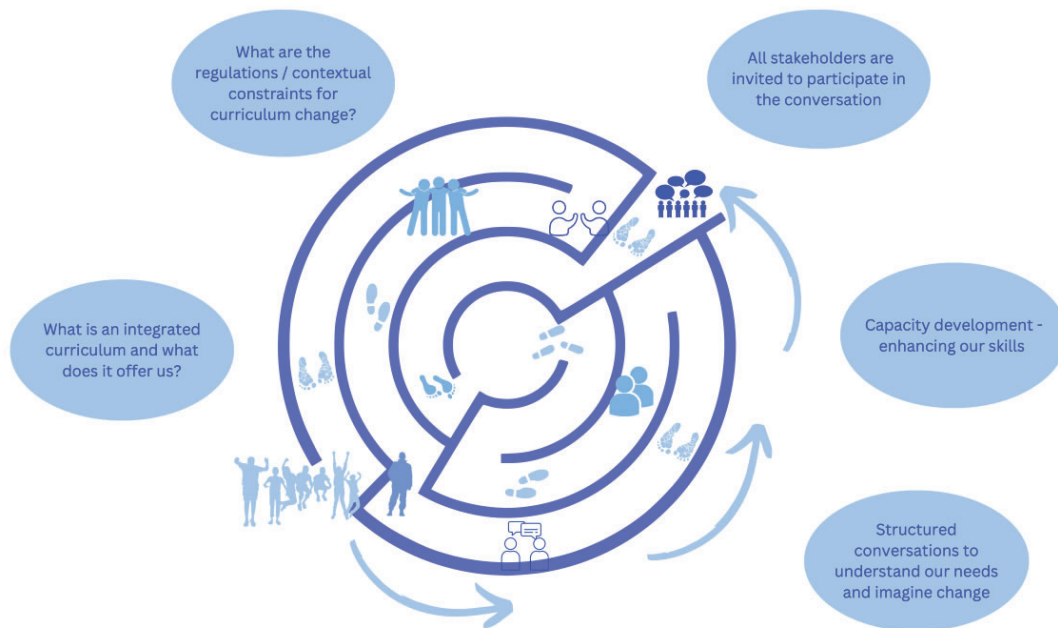 What are the
regulations / contextual
constraints for
curriculum change?
All stakeholders are
invited to participate in
the conversation
What is an integrated
curriculum and what
does it offer us?
Capacity development -
enhancing our skills
Structured
conversations to
understand our needs
and imagine change